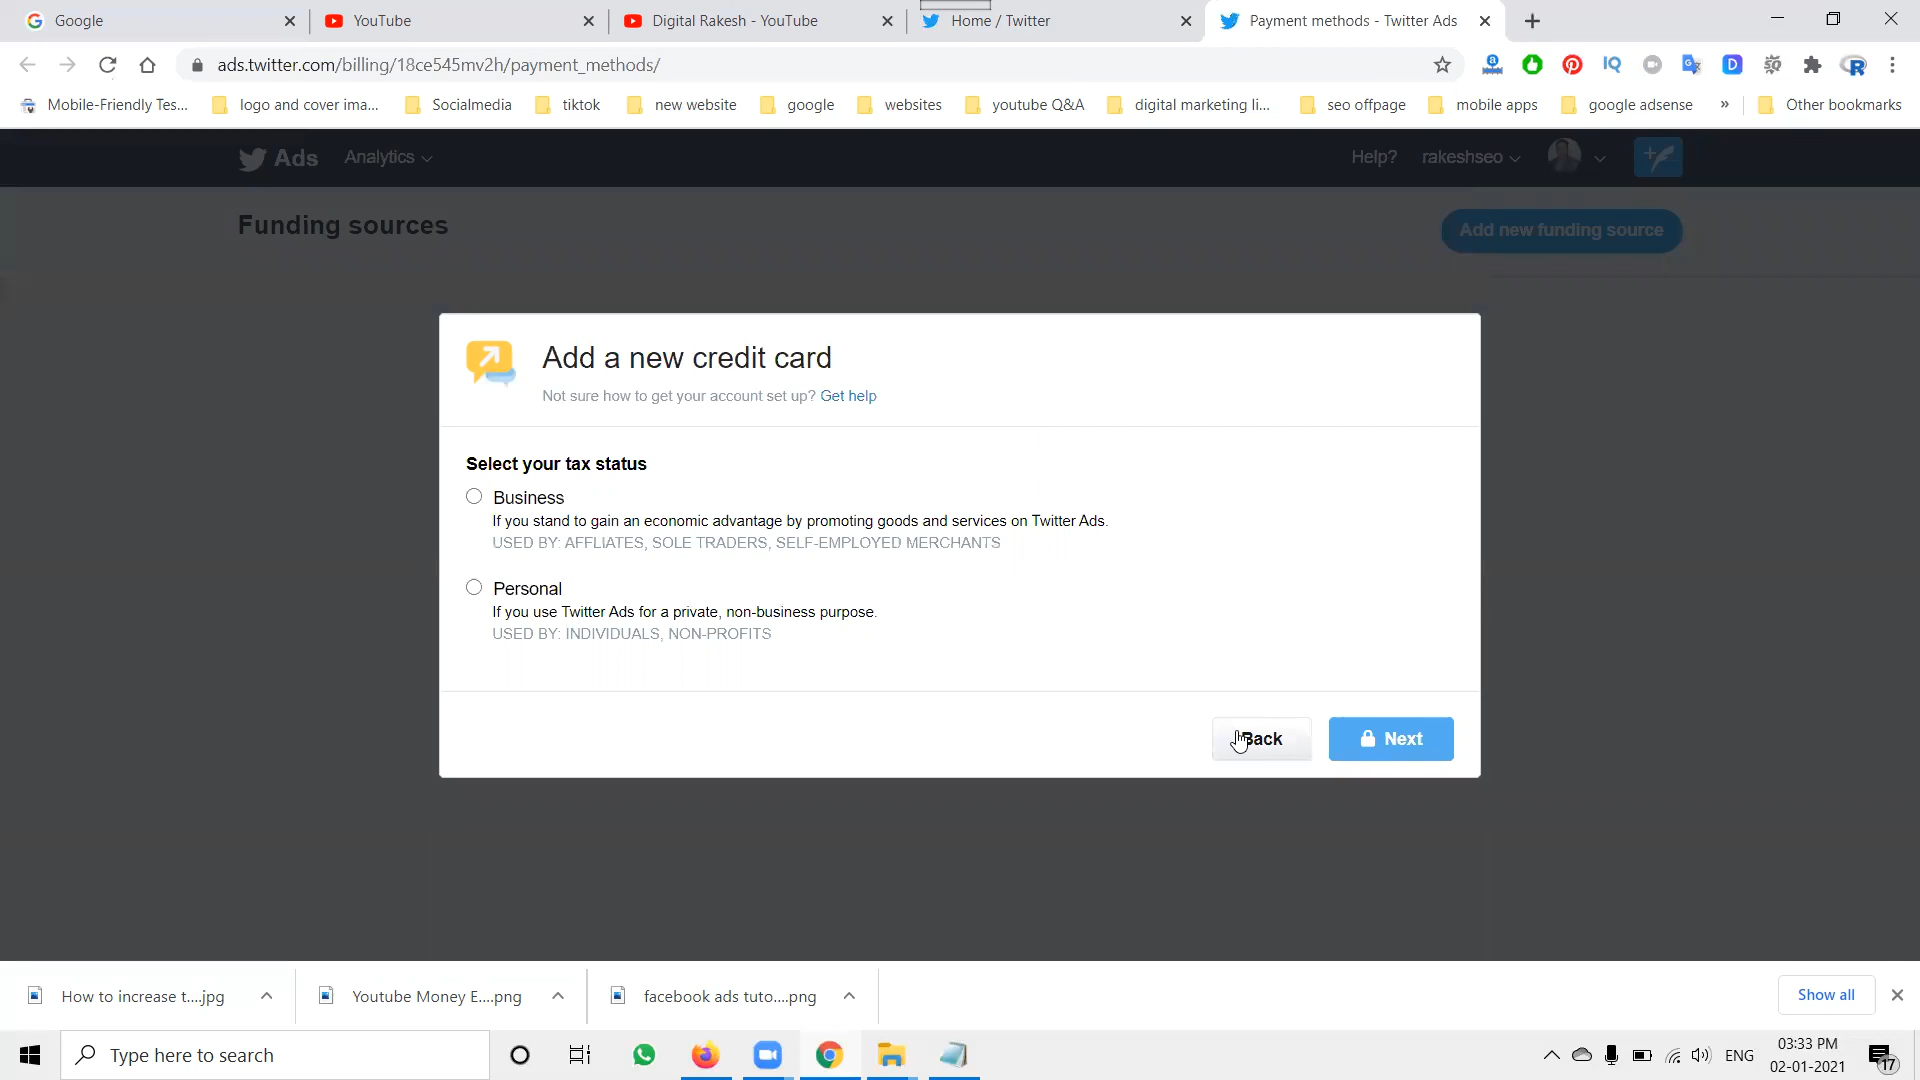 Google
YouTube
Digital Rakesh - YouTube
Home / Twitter
Payment methods - Twitter Ads
ads.twitter.com/billing/18ce545mv2h/payment_methods/
Mobile-Friendly Tes...
logo and cover ima...
Socialmedia
tiktok
new website
google
websites
youtube Q&A
digital marketing li...
seo offpage
mobile apps
google adsense
»
Other bookmarks
Ads
Analytics
Help?
rakeshseo
Funding sources
Add new funding source
Add a new credit card
Not sure how to get your account set up? Get help
Select your tax status
Business
If you stand to gain an economic advantage by promoting goods and services on Twitter Ads.
USED BY: AFFLIATES, SOLE TRADERS, SELF-EMPLOYED MERCHANTS
Personal
If you use Twitter Ads for a private, non-business purpose.
USED BY: INDIVIDUALS, NON-PROFITS
Back
Next
How to increase t....jpg
Youtube Money E....png
facebook ads tuto....png
Show all
Type here to search
ENG
03:33 PM
02-01-2021
17